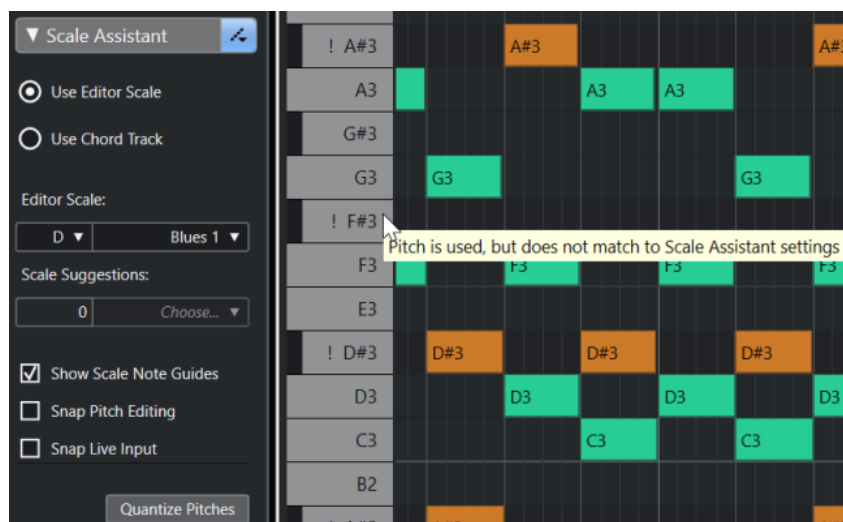 Scale Assistant
Use Editor Scale
Use Chord Track
Editor Scale:
D Blues 1
Scale Suggestions:
0 Choose...
Show Scale Note Guides
Snap Pitch Editing
Snap Live Input
Quantize Pitches
! A#3 A#3 A#
A3 A3 A3
G#3
G3 G3 G3
! F#3
Pitch is used, but does not match to Scale Assistant settings
F3 F3 F3 F3
E3
! D#3 D#3 D#3 D#3
D3 D3 D3 D3
C3 C3 C3
B2